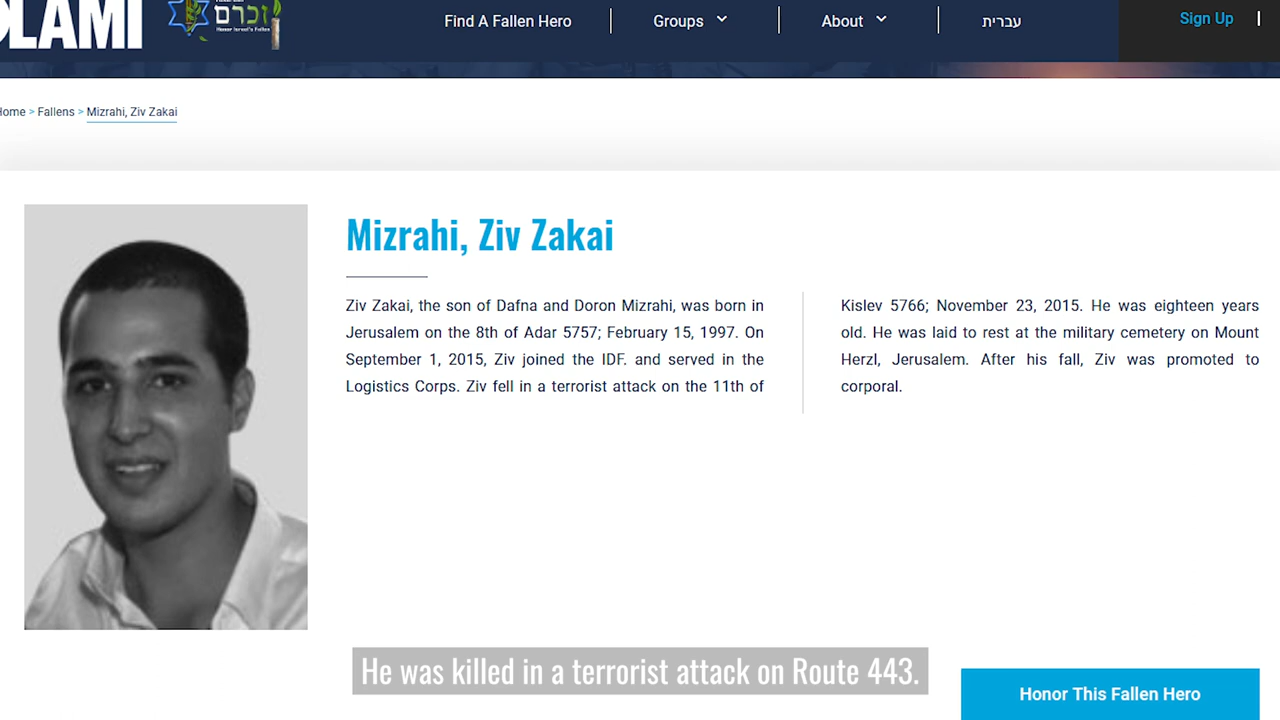 OLAMI
זכרם
Honor Israel's Fallen
Find A Fallen Hero
Groups
About
עברית
Sign Up
Home > Fallens > Mizrahi, Ziv Zakai
Mizrahi, Ziv Zakai
Ziv Zakai, the son of Dafna and Doron Mizrahi, was born in
Jerusalem on the 8th of Adar 5757; February 15, 1997. On
September 1, 2015, Ziv joined the IDF. and served in the
Logistics Corps. Ziv fell in a terrorist attack on the 11th of
Kislev 5766; November 23, 2015. He was eighteen years
old. He was laid to rest at the military cemetery on Mount
Herzl, Jerusalem. After his fall, Ziv was promoted to
corporal.
He was killed in a terrorist attack on Route 443.
Honor This Fallen Hero